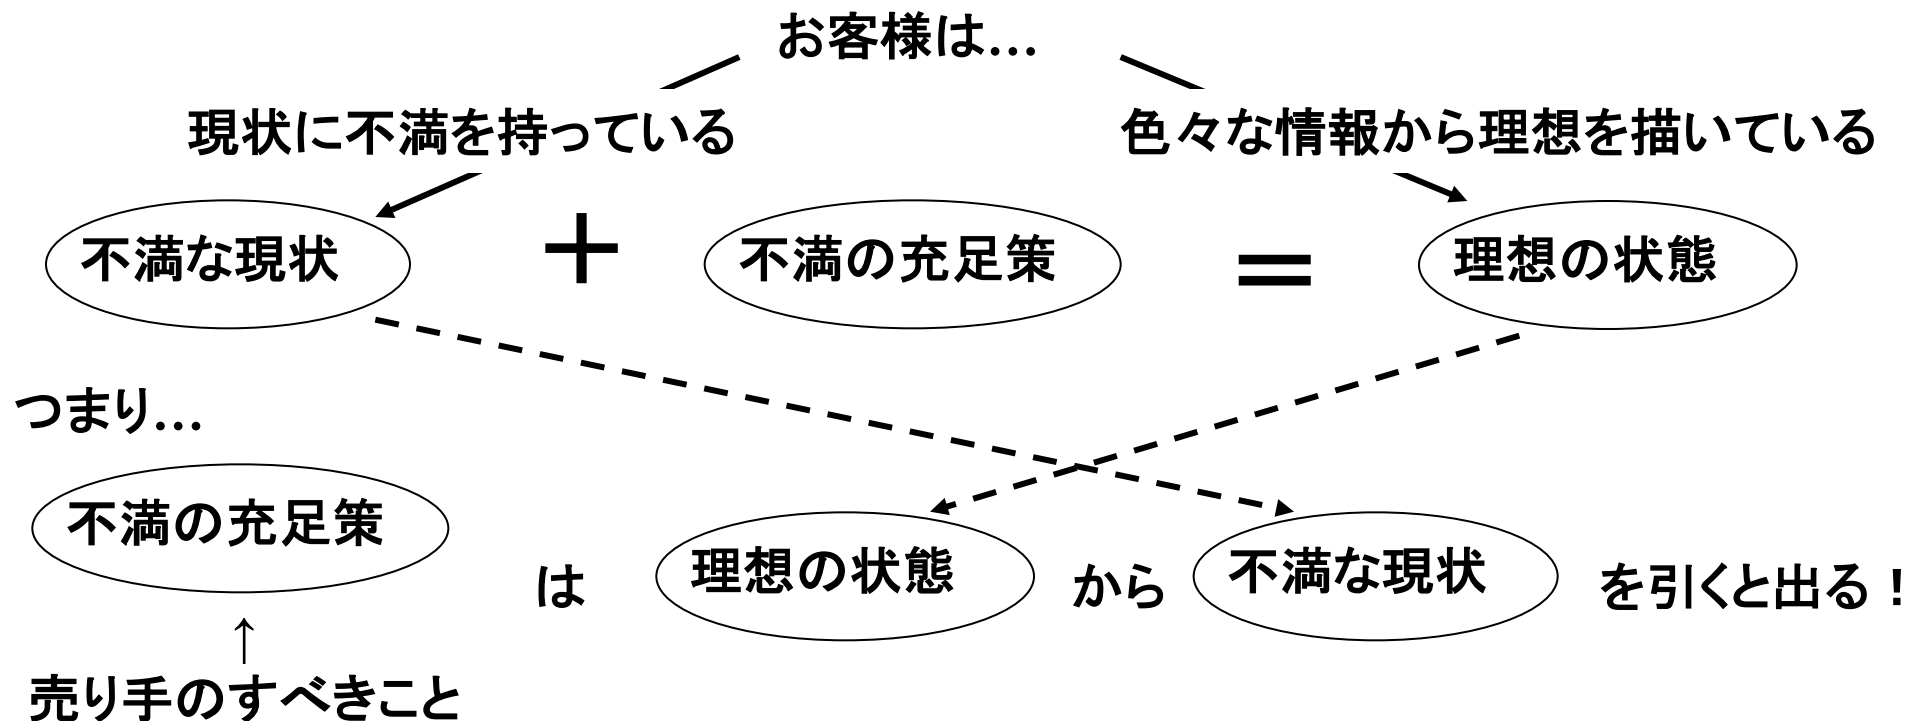 お客様は…
現状に不満を持っている
色々な情報から理想を描いている
不満な現状 + 不満の充足策 = 理想の状態
つまり…
不満の充足策 は 理想の状態 から 不満な現状 を引くと出る！
↑
売り手のすべきこと